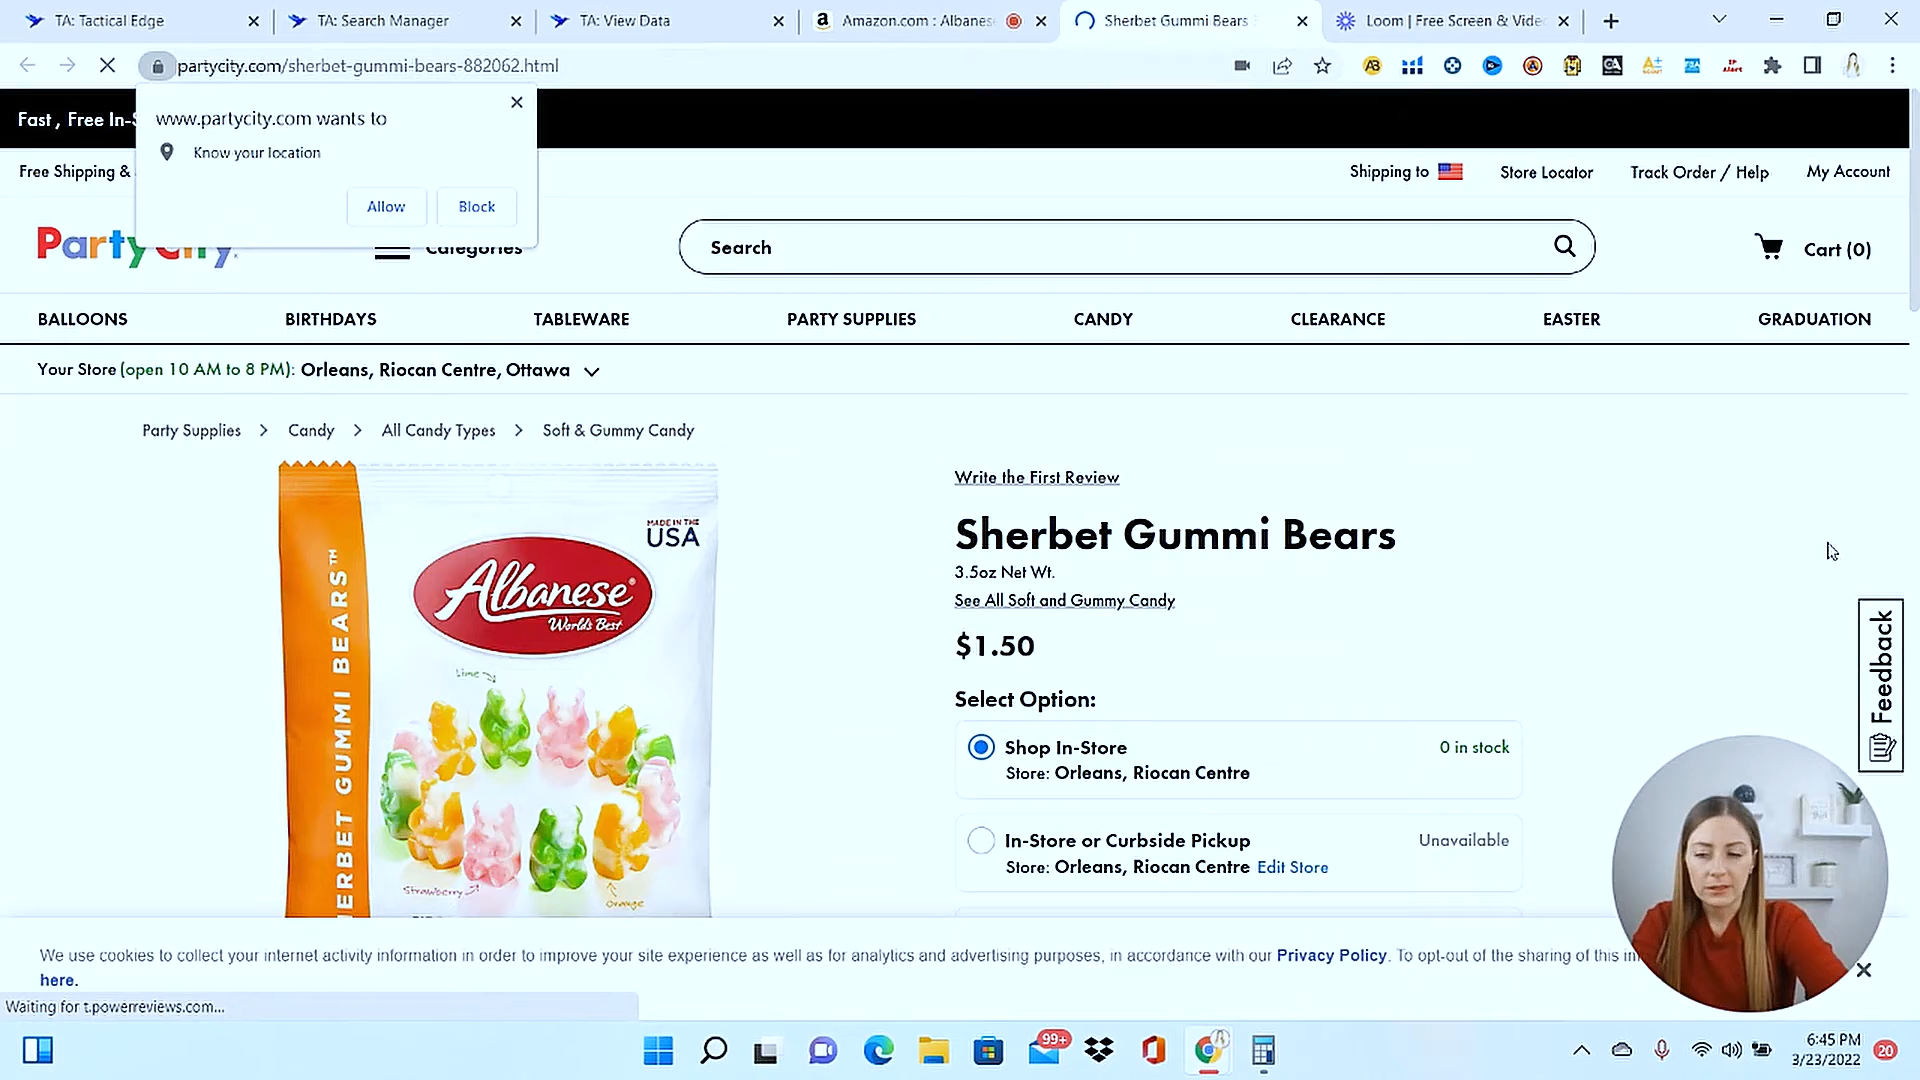 TA: Tactical Edge
TA: Search Manager
TA: View Data
Amazon.com : Albanes
Sherbet Gummi Bears
Loom | Free Screen & Vide
partycity.com/sherbet-gummi-bears-882062.html
Fast , Free In-S
www.partycity.com wants to
Know your location
Allow
Block
Free Shipping &
Shipping to
Store Locator
Track Order / Help
My Account
Party City
Categories
Search
Cart (0)
BALLOONS
BIRTHDAYS
TABLEWARE
PARTY SUPPLIES
CANDY
CLEARANCE
EASTER
GRADUATION
Your Store (open 10 AM to 8 PM): Orleans, Riocan Centre, Ottawa
Party Supplies > Candy > All Candy Types > Soft & Gummy Candy
MADE IN THE
USA
Albanese®
World's Best
SHERBET GUMMI BEARS™
Lime
Strawberry
Orange
Write the First Review
Sherbet Gummi Bears
3.5oz Net Wt.
See All Soft and Gummy Candy
$1.50
Select Option:
Shop In-Store
0 in stock
Store: Orleans, Riocan Centre
In-Store or Curbside Pickup
Unavailable
Store: Orleans, Riocan Centre Edit Store
Feedback
We use cookies to collect your internet activity information in order to improve your site experience as well as for analytics and advertising purposes, in accordance with our Privacy Policy. To opt-out of the sharing of this in
here.
Waiting for t.powerreviews.com...
99+
6:45 PM
3/23/2022
20